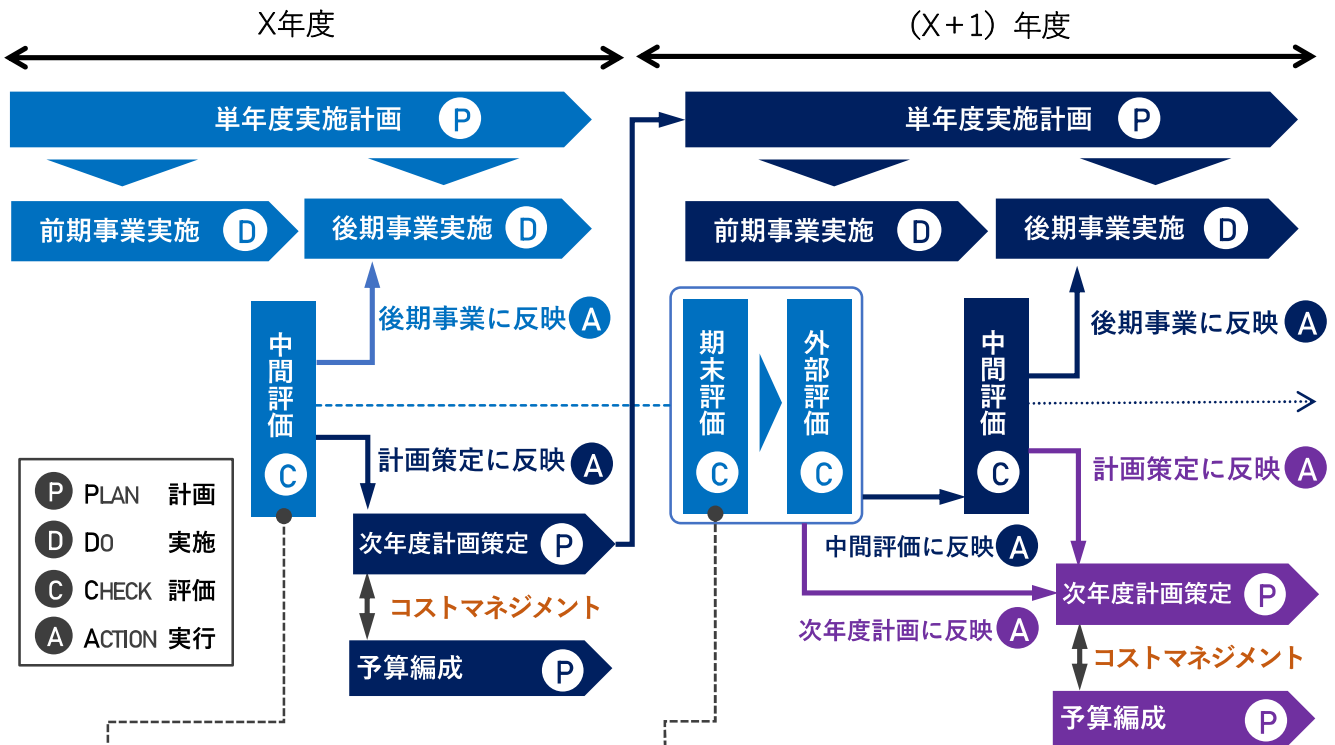 X年度
(X+1) 年度
単年度実施計画 P
単年度実施計画 P
前期事業実施 D
後期事業実施 D
前期事業実施 D
後期事業実施 D
後期事業に反映 A
後期事業に反映 A
中間評価 C
期末評価 C
外部評価 C
中間評価 C
計画策定に反映 A
計画策定に反映 A
P PLAN 計画
D DO 実施
C CHECK 評価
A ACTION 実行
次年度計画策定 P
中間評価に反映 A
次年度計画策定 P
コストマネジメント
次年度計画に反映 A
コストマネジメント
予算編成 P
予算編成 P